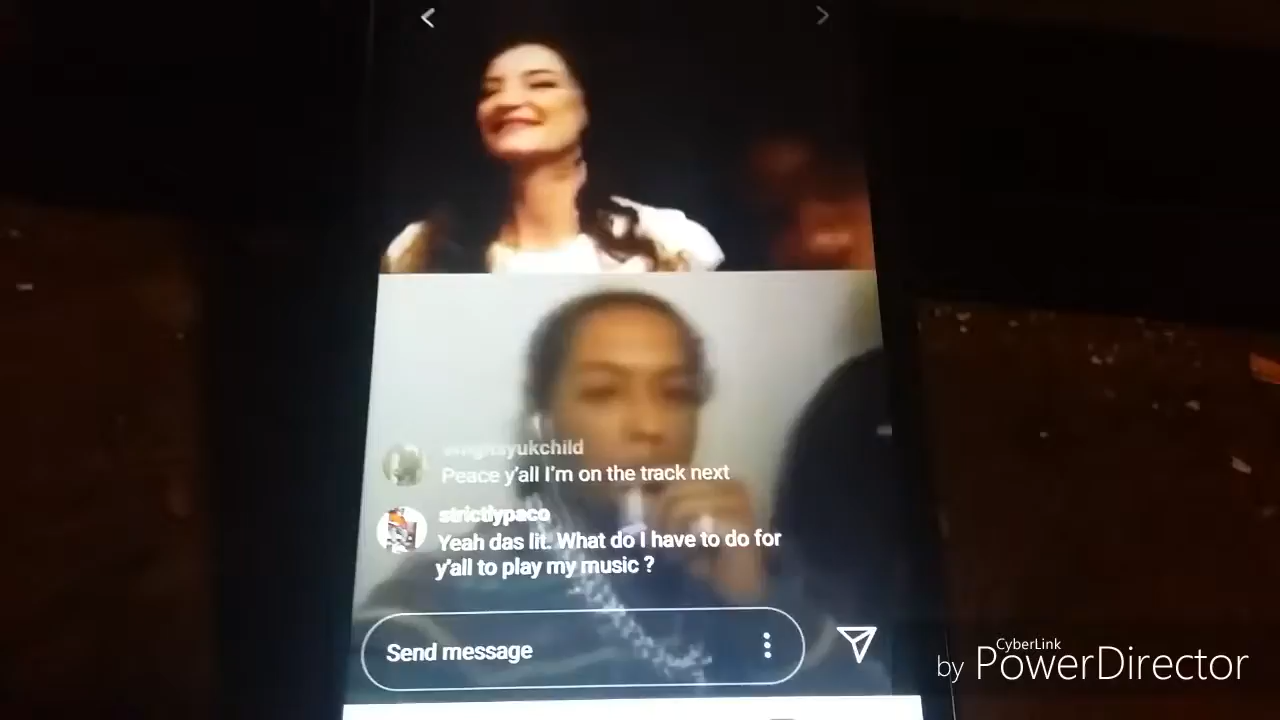 Peace y'all I'm on the track next
strictlypaco
Yeah das lit. What do I have to do for
y'all to play my music ?
Send message
CyberLink
by PowerDirector